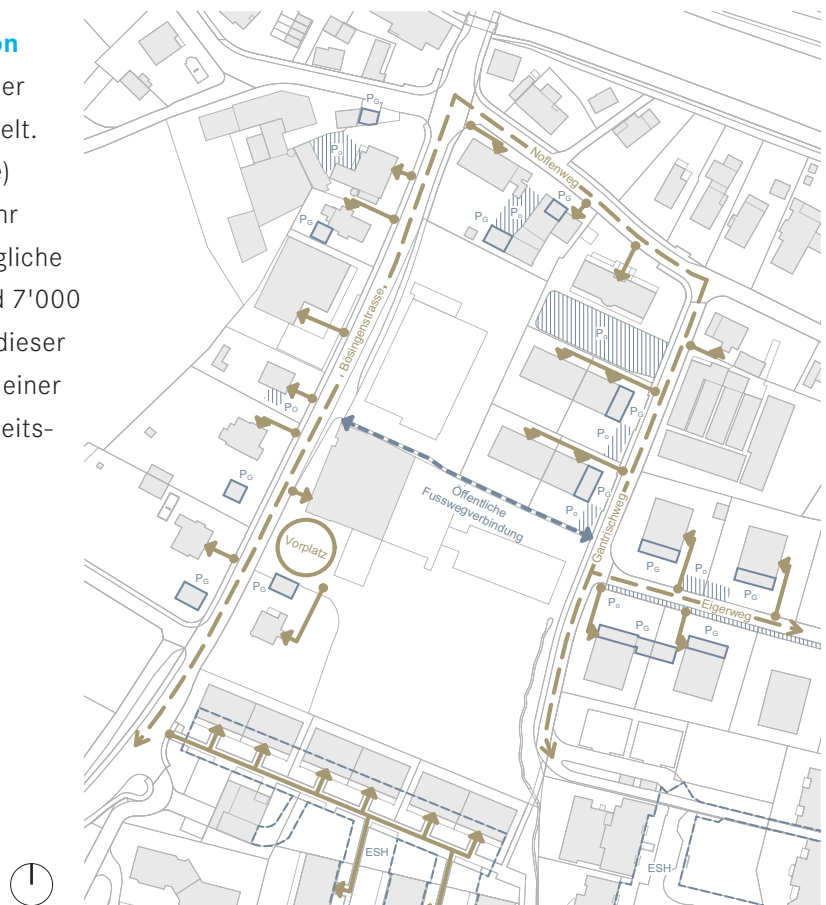 on
er
elt.
e)
hr
gliche
d 7'000
dieser
einer
eits-
PG
Po
PG
Noflenweg
PG
Po
PG
Bösingenstrasse
Po
PG
Po
Po
PG
Öffentliche
Fusswegverbindung
PG
Po
Gantrischweg
Vorplatz
PG
PG
PG
Po
PG
Eigerweg
Po
PG
PG
ESH
ESH